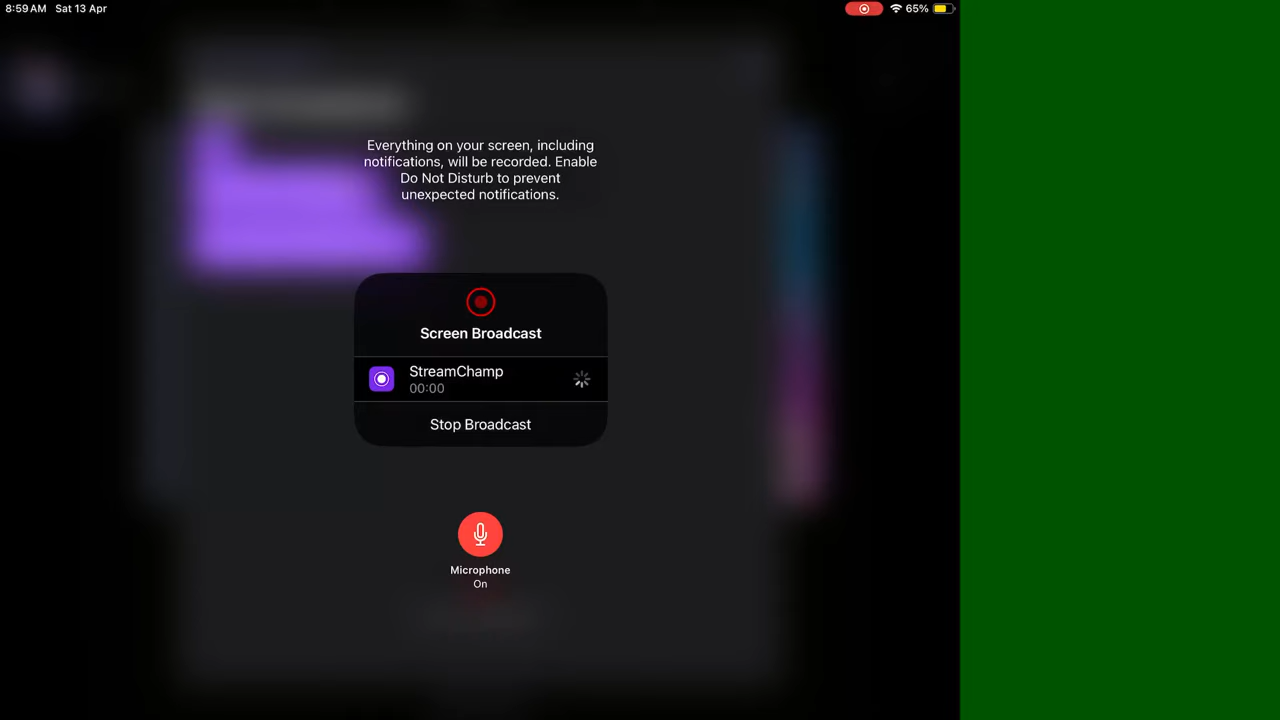 8:59 AM Sat 13 Apr
65%
Everything on your screen, including
notifications, will be recorded. Enable
Do Not Disturb to prevent
unexpected notifications.
Screen Broadcast
StreamChamp
00:00
Stop Broadcast
Microphone
On